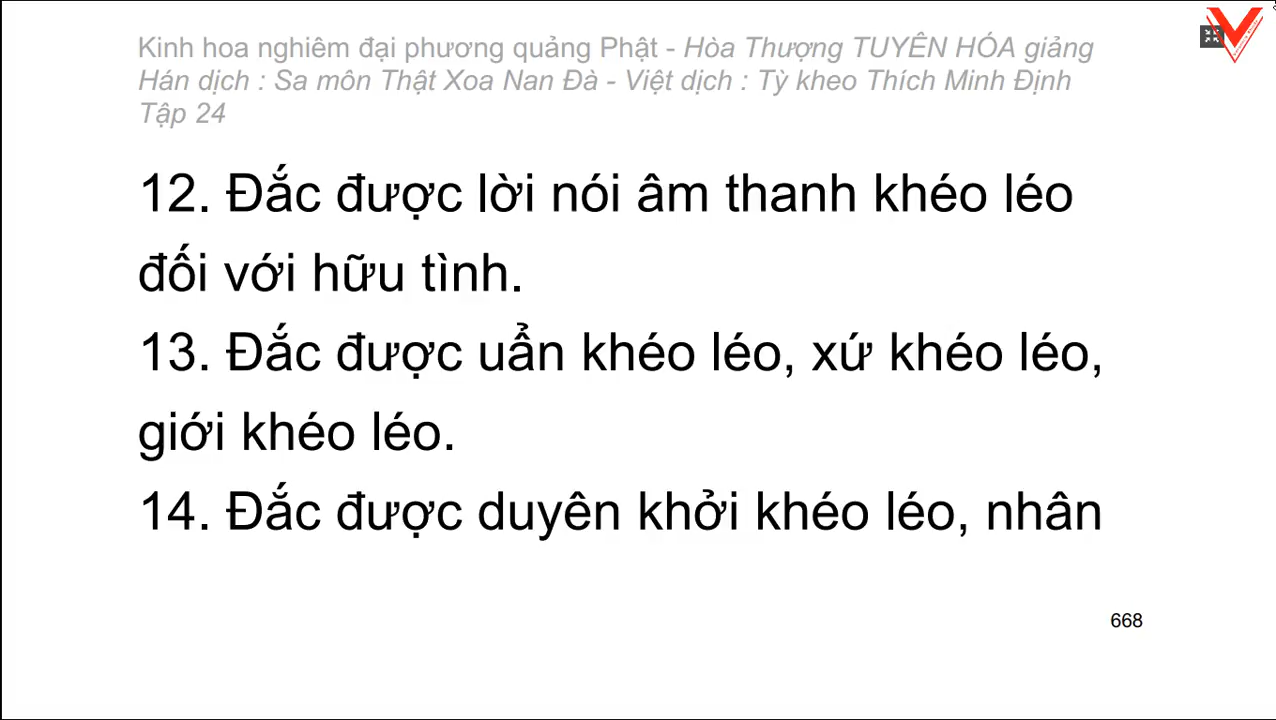 Kinh hoa nghiêm đại phương quảng Phật - Hòa Thượng TUYÊN HÓA giảng
Hán dịch : Sa môn Thật Xoa Nan Đà - Việt dịch : Tỳ kheo Thích Minh Định
Tập 24
12. Đắc được lời nói âm thanh khéo léo
đối với hữu tình.
13. Đắc được uẩn khéo léo, xứ khéo léo,
giới khéo léo.
14. Đắc được duyên khởi khéo léo, nhân
668